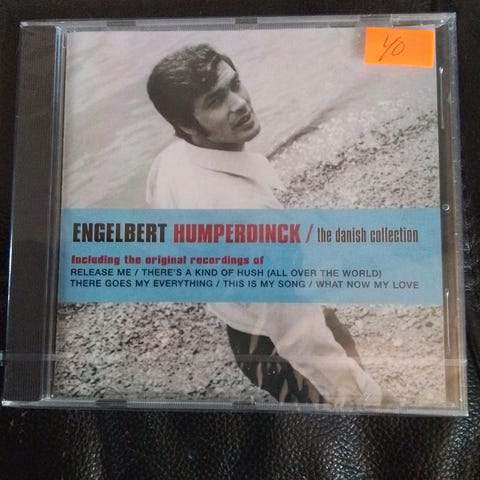 40
ENGELBERT HUMPERDINCK / the danish collection
Including the original recordings of
RELEASE ME / THERE'S A KIND OF HUSH (ALL OVER THE WORLD)
THERE GOES MY EVERYTHING / THIS IS MY SONG / WHAT NOW MY LOVE